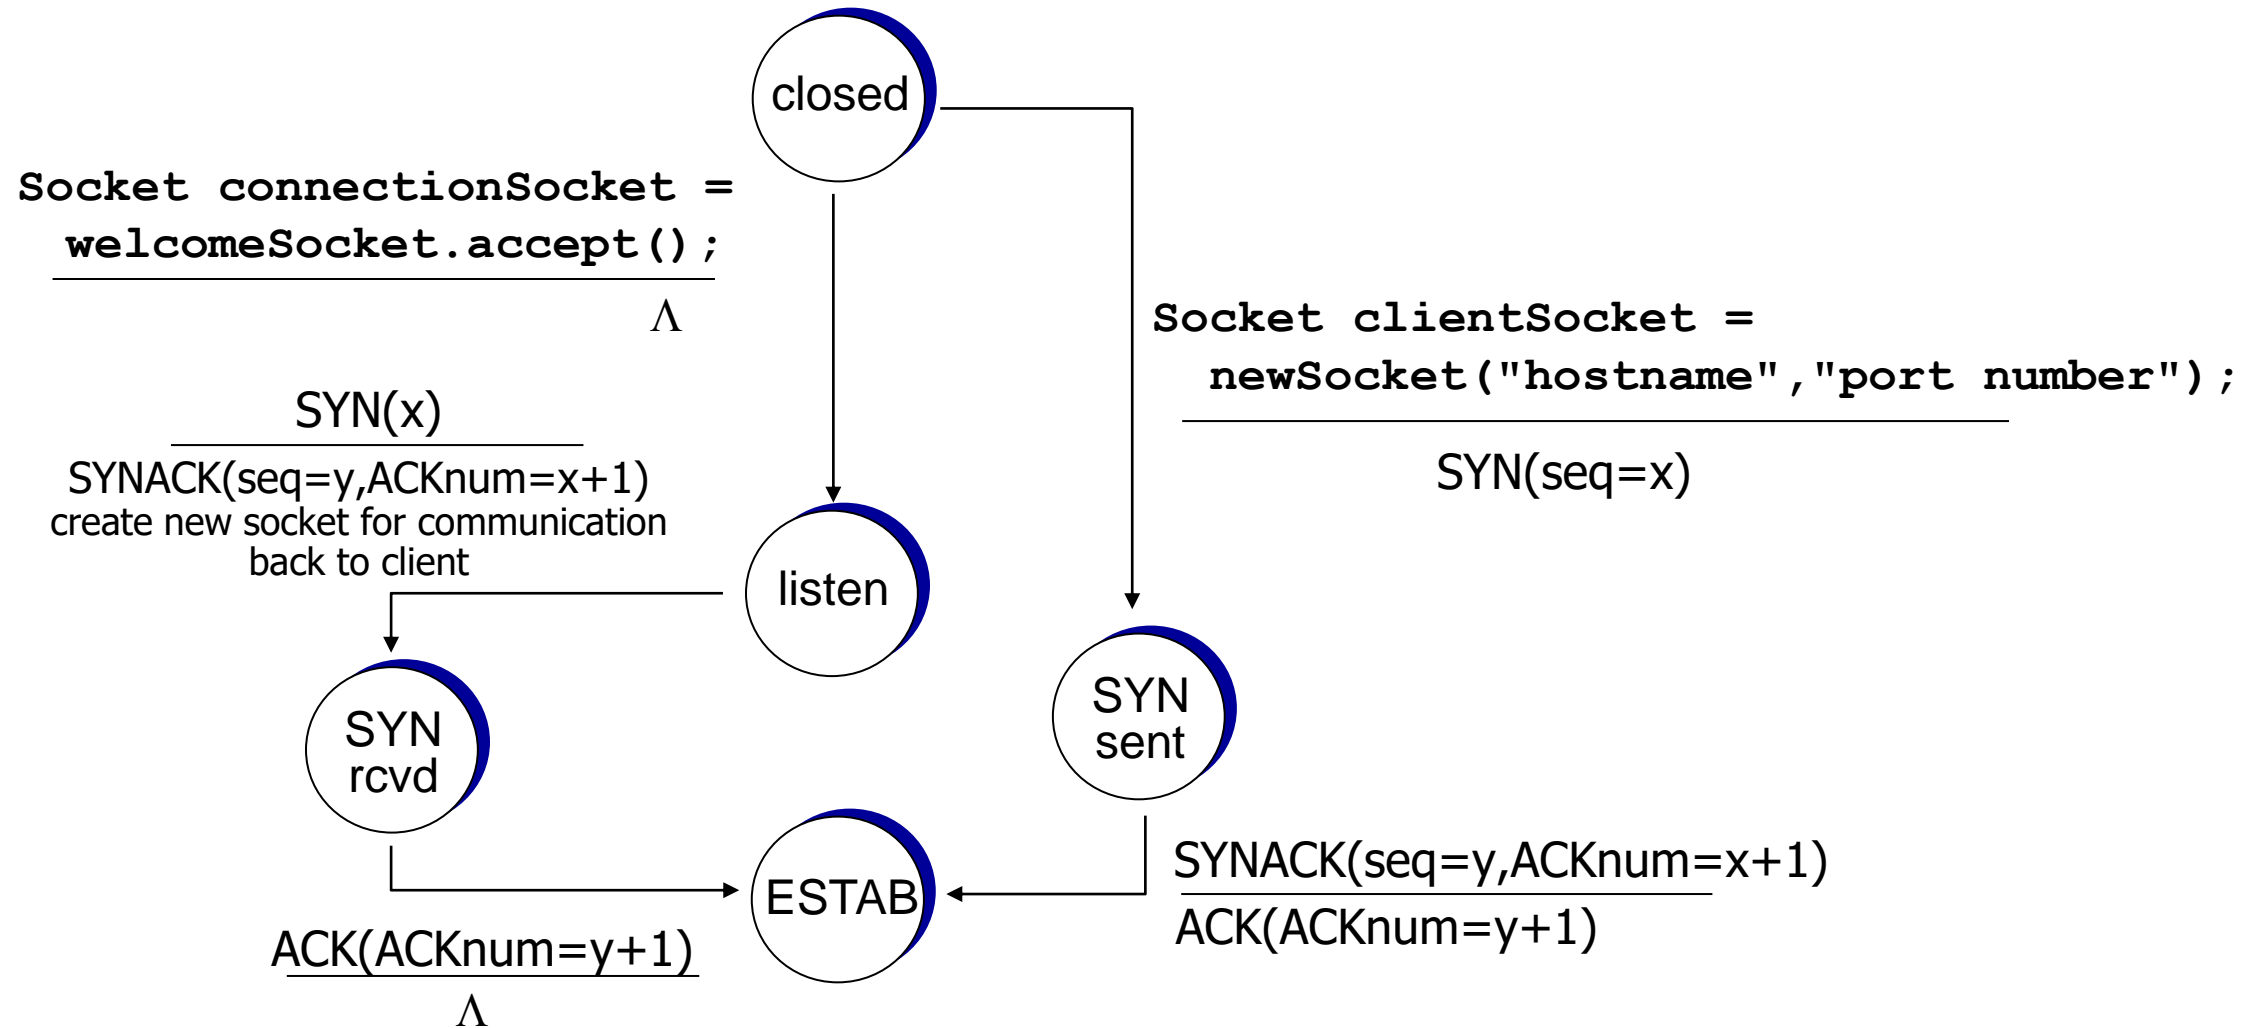 closed
Socket connectionSocket =
welcomeSocket.accept();
Λ
Socket clientSocket =
newSocket("hostname","port number");
SYN(seq=x)
SYN(x)
SYNACK(seq=y,ACKnum=x+1)
create new socket for communication
back to client
listen
SYN
rcvd
SYN
sent
ESTAB
SYNACK(seq=y,ACKnum=x+1)
ACK(ACKnum=y+1)
ACK(ACKnum=y+1)
Λ